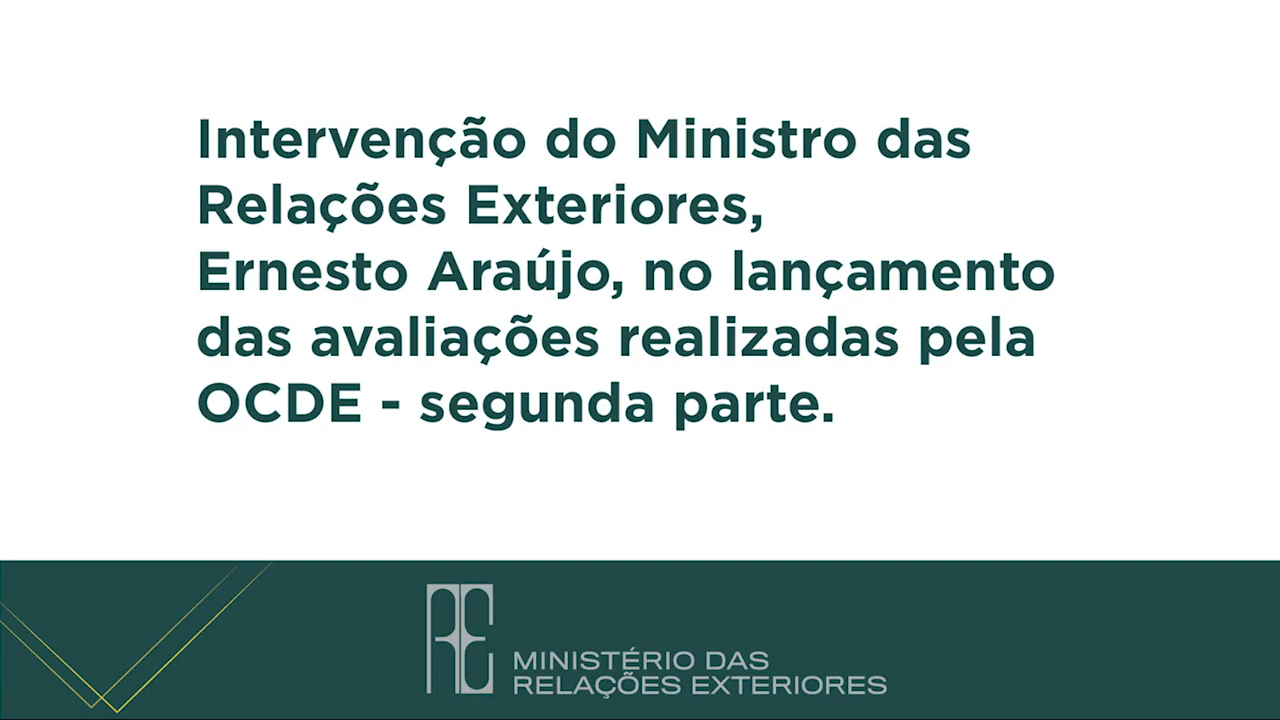 Intervenção do Ministro das
Relações Exteriores,
Ernesto Araújo, no lançamento
das avaliações realizadas pela
OCDE - segunda parte.
MINISTÉRIO DAS
RELAÇÕES EXTERIORES